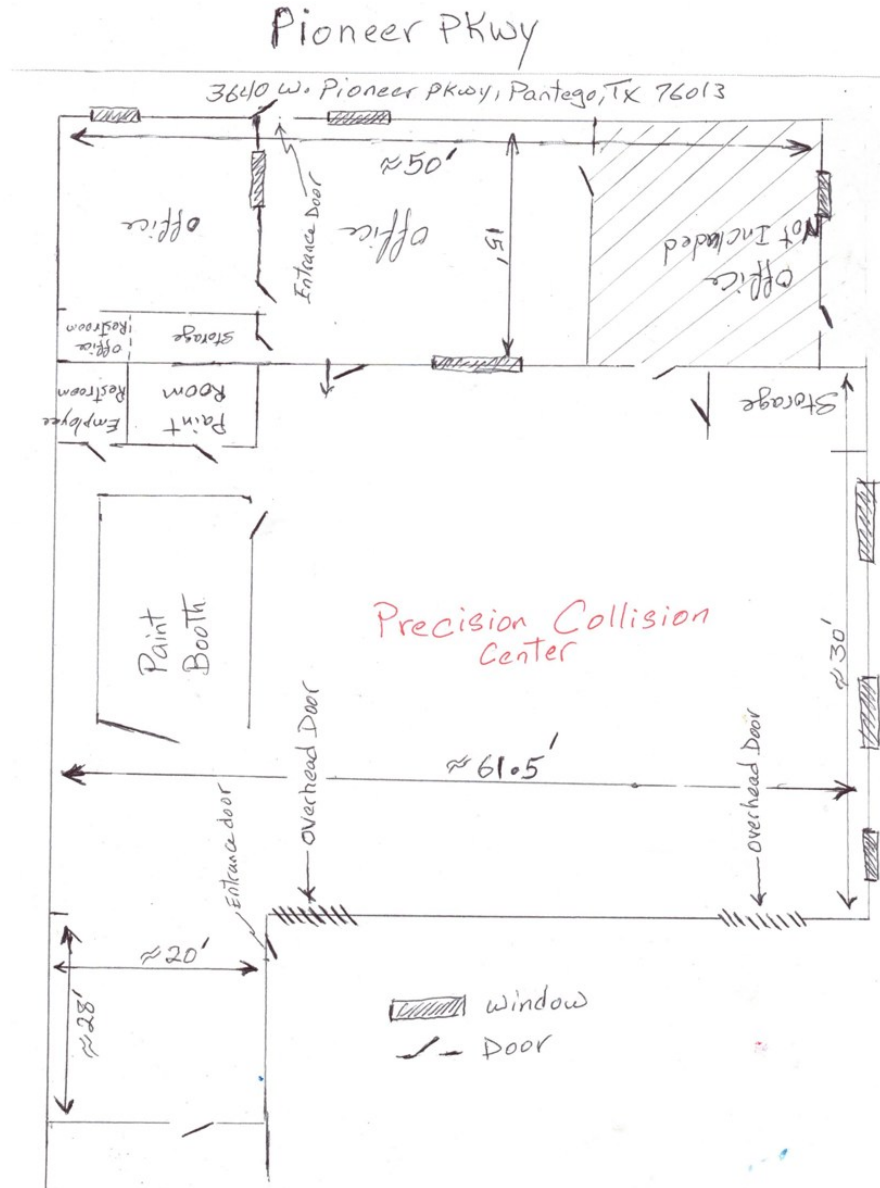 Pioneer PKwy
3640 W. Pioneer PKwy, Pantego, TX 76013
≈50'
Office
Entrance Door
Office
15'
Office
Not Included
Office
Restroom
Storage
Employee
Restroom
Paint
Room
Storage
Paint
Booth
Precision Collision
Center
≈30'
≈61.5'
Overhead Door
overhead Door
Entrance door
≈20'
≈28'
window
Door